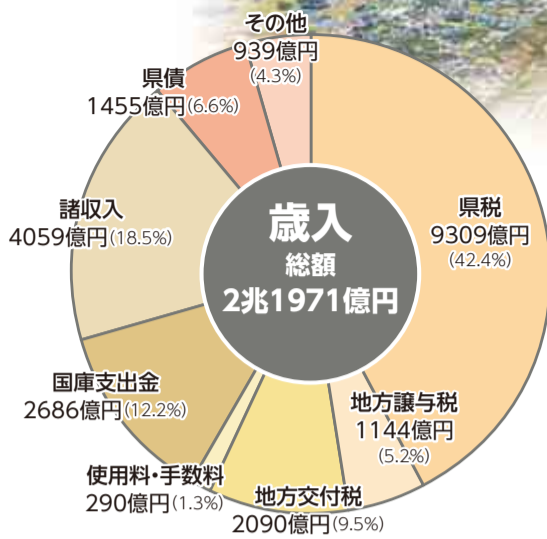 その他
939億円
(4.3%)
県債
1455億円(6.6%)
諸収入
4059億円(18.5%)
歳入
総額
2兆1971億円
県税
9309億円
(42.4%)
国庫支出金
2686億円(12.2%)
地方譲与税
1144億円
(5.2%)
使用料・手数料
290億円(1.3%)
地方交付税
2090億円(9.5%)